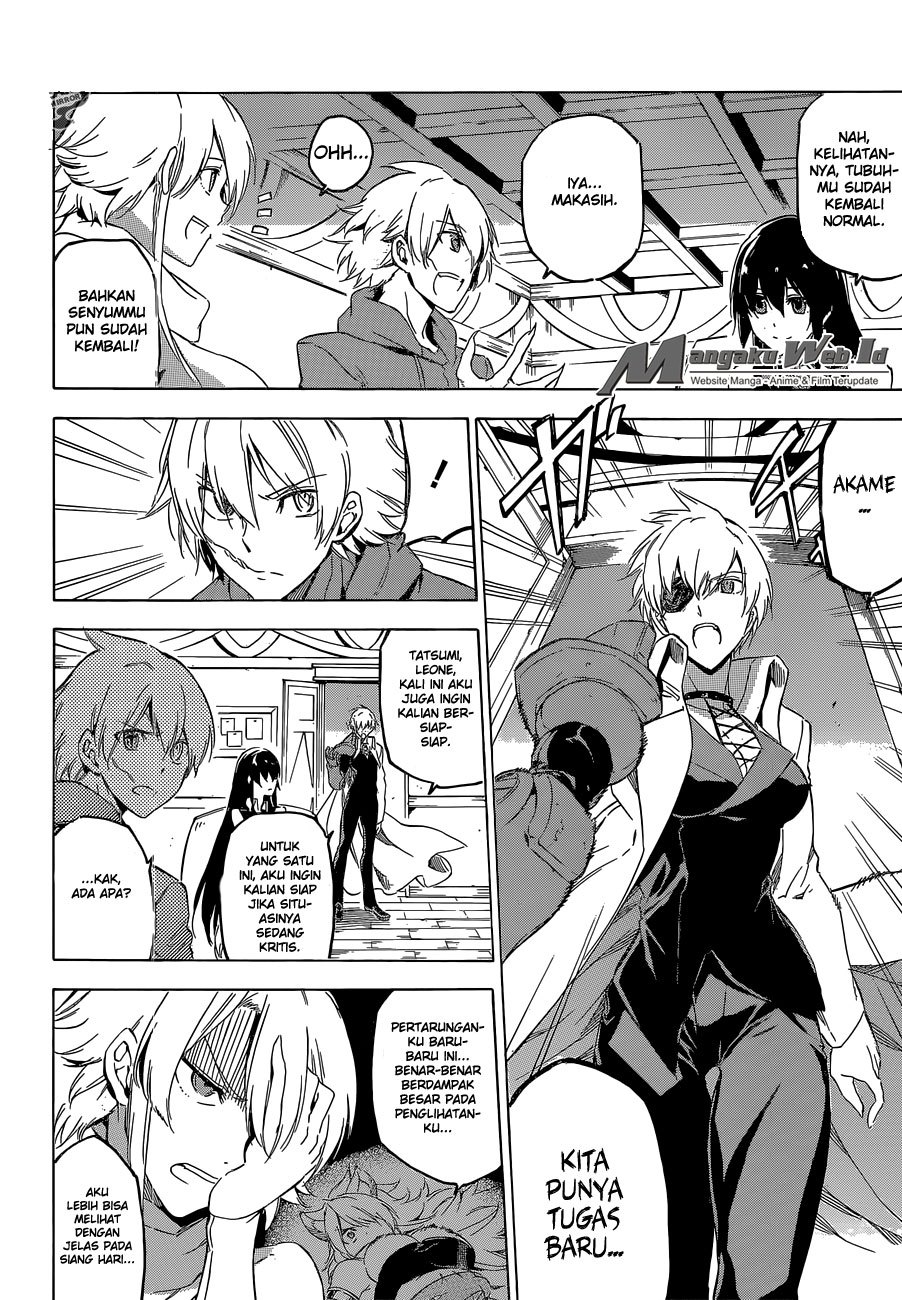 NAH,
KELIHATAN-
NYA, TUBUH-
MU SUDAH
KEMBALI
NORMAL.
IYA...
MAKASIH.
OHH...
BAHKAN
SENYUMMU
PUN SUDAH
KEMBALI!
Mangaku Web.Id
Website Manga - Anime & Film Terupdate
AKAME
...
KITA
PUNYA
TUGAS
BARU...
!
TATSUMI,
LEONE,
KALI INI AKU
JUGA INGIN
KALIAN BER-
SIAP-
SIAP.
UNTUK
YANG SATU
INI, AKU INGIN
KALIAN SIAP
JIKA SITU-
ASINYA
SEDANG
KRITIS.
...KAK,
ADA APA?
PERTARUNGAN-
KU BARU-
BARU INI...
BENAR-BENAR
BERDAMPAK
BESAR PADA
PENGLIHATAN-
KU...
AKU
LEBIH BISA
MELIHAT
DENGAN
JELAS PADA
SIANG HARI...